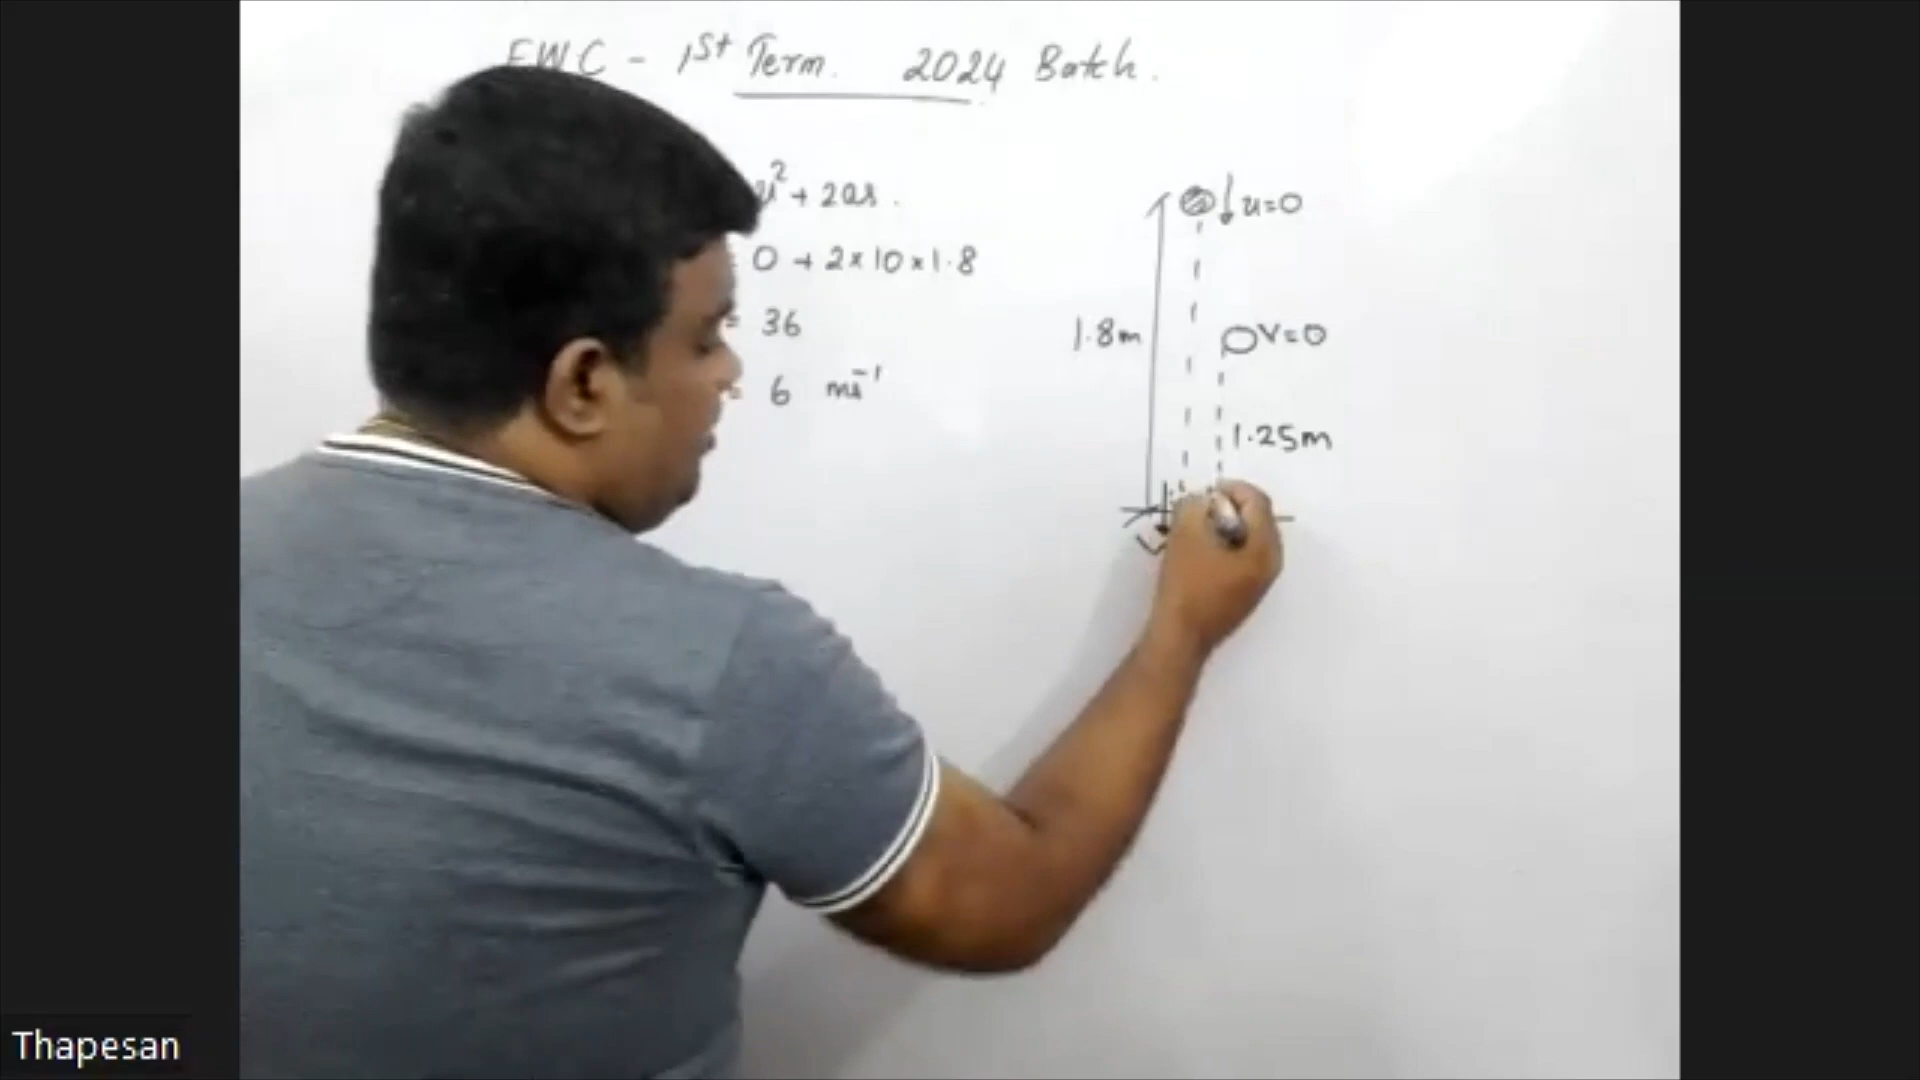 FWC - 1st Term. 2024 Batch.
u² + 2as.
0 + 2×10×1.8
= 36
= 6 ms⁻¹
u=0
1.8m
v=0
1.25m
Thapesan